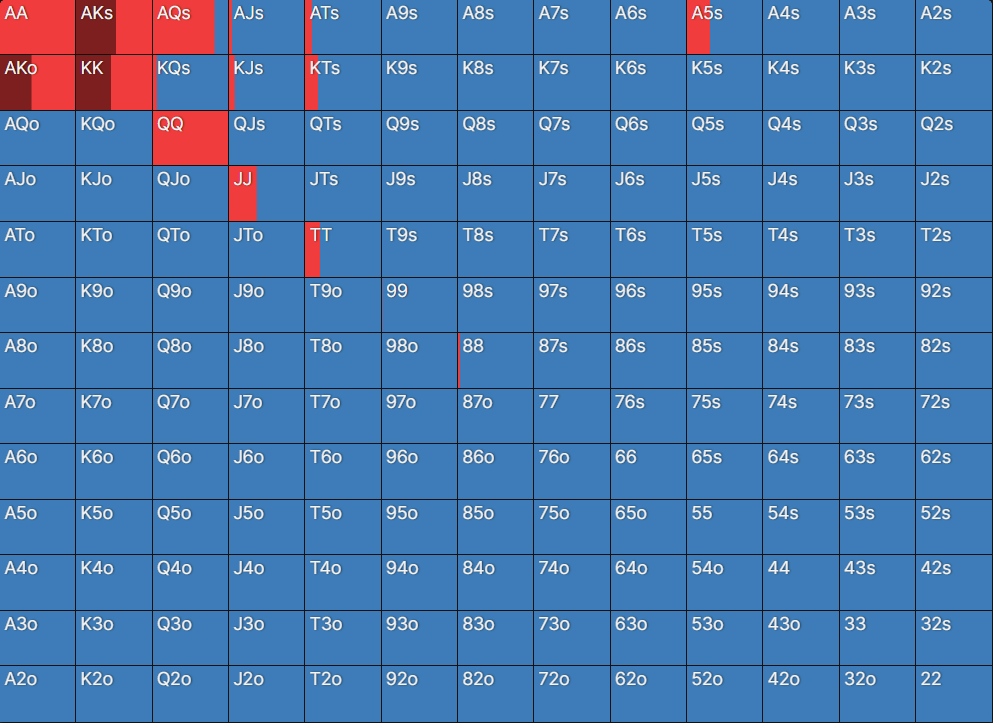 AA AKs AQs AJs ATs A9s A8s A7s A6s A5s A4s A3s A2s
AKo KK KQs KJs KTs K9s K8s K7s K6s K5s K4s K3s K2s
AQo KQo QQ QJs QTs Q9s Q8s Q7s Q6s Q5s Q4s Q3s Q2s
AJo KJo QJo JJ JTs J9s J8s J7s J6s J5s J4s J3s J2s
ATo KTo QTo JTo TT T9s T8s T7s T6s T5s T4s T3s T2s
A9o K9o Q9o J9o T9o 99 98s 97s 96s 95s 94s 93s 92s
A8o K8o Q8o J8o T8o 98o 88 87s 86s 85s 84s 83s 82s
A7o K7o Q7o J7o T7o 97o 87o 77 76s 75s 74s 73s 72s
A6o K6o Q6o J6o T6o 96o 86o 76o 66 65s 64s 63s 62s
A5o K5o Q5o J5o T5o 95o 85o 75o 65o 55 54s 53s 52s
A4o K4o Q4o J4o T4o 94o 84o 74o 64o 54o 44 43s 42s
A3o K3o Q3o J3o T3o 93o 83o 73o 63o 53o 43o 33 32s
A2o K2o Q2o J2o T2o 92o 82o 72o 62o 52o 42o 32o 22